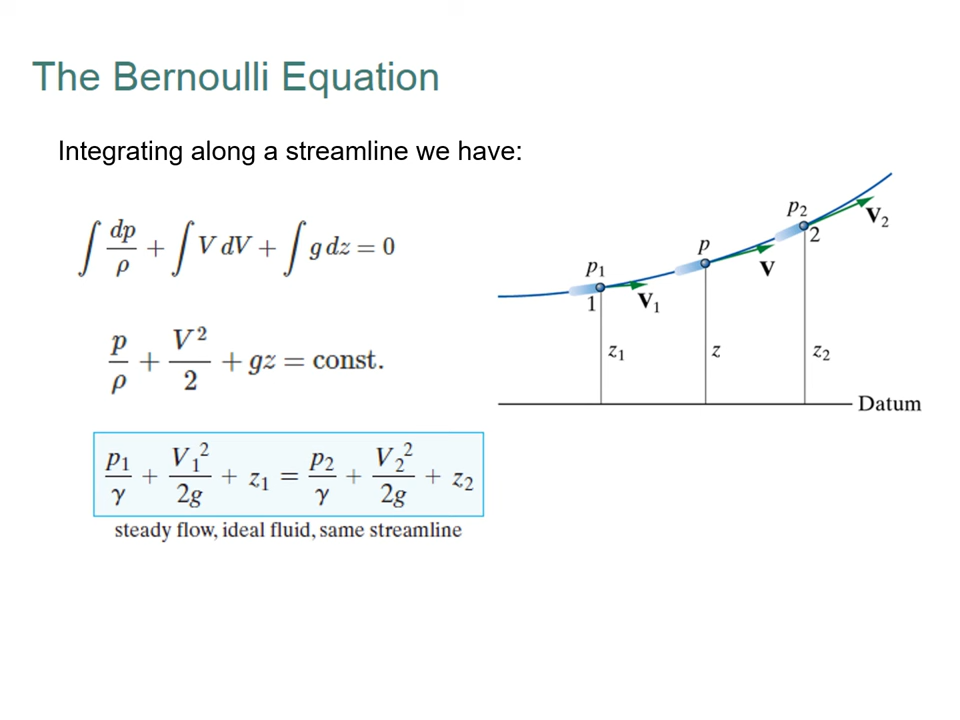 The Bernoulli Equation
Integrating along a streamline we have:
∫ dp/ρ + ∫ V dV + ∫ g dz = 0
p/ρ + V²/2 + gz = const.
p₁/γ + V₁²/2g + z₁ = p₂/γ + V₂²/2g + z₂
steady flow, ideal fluid, same streamline
p₂
V₂
2
p
V
p₁
1
V₁
z₁
z
z₂
Datum